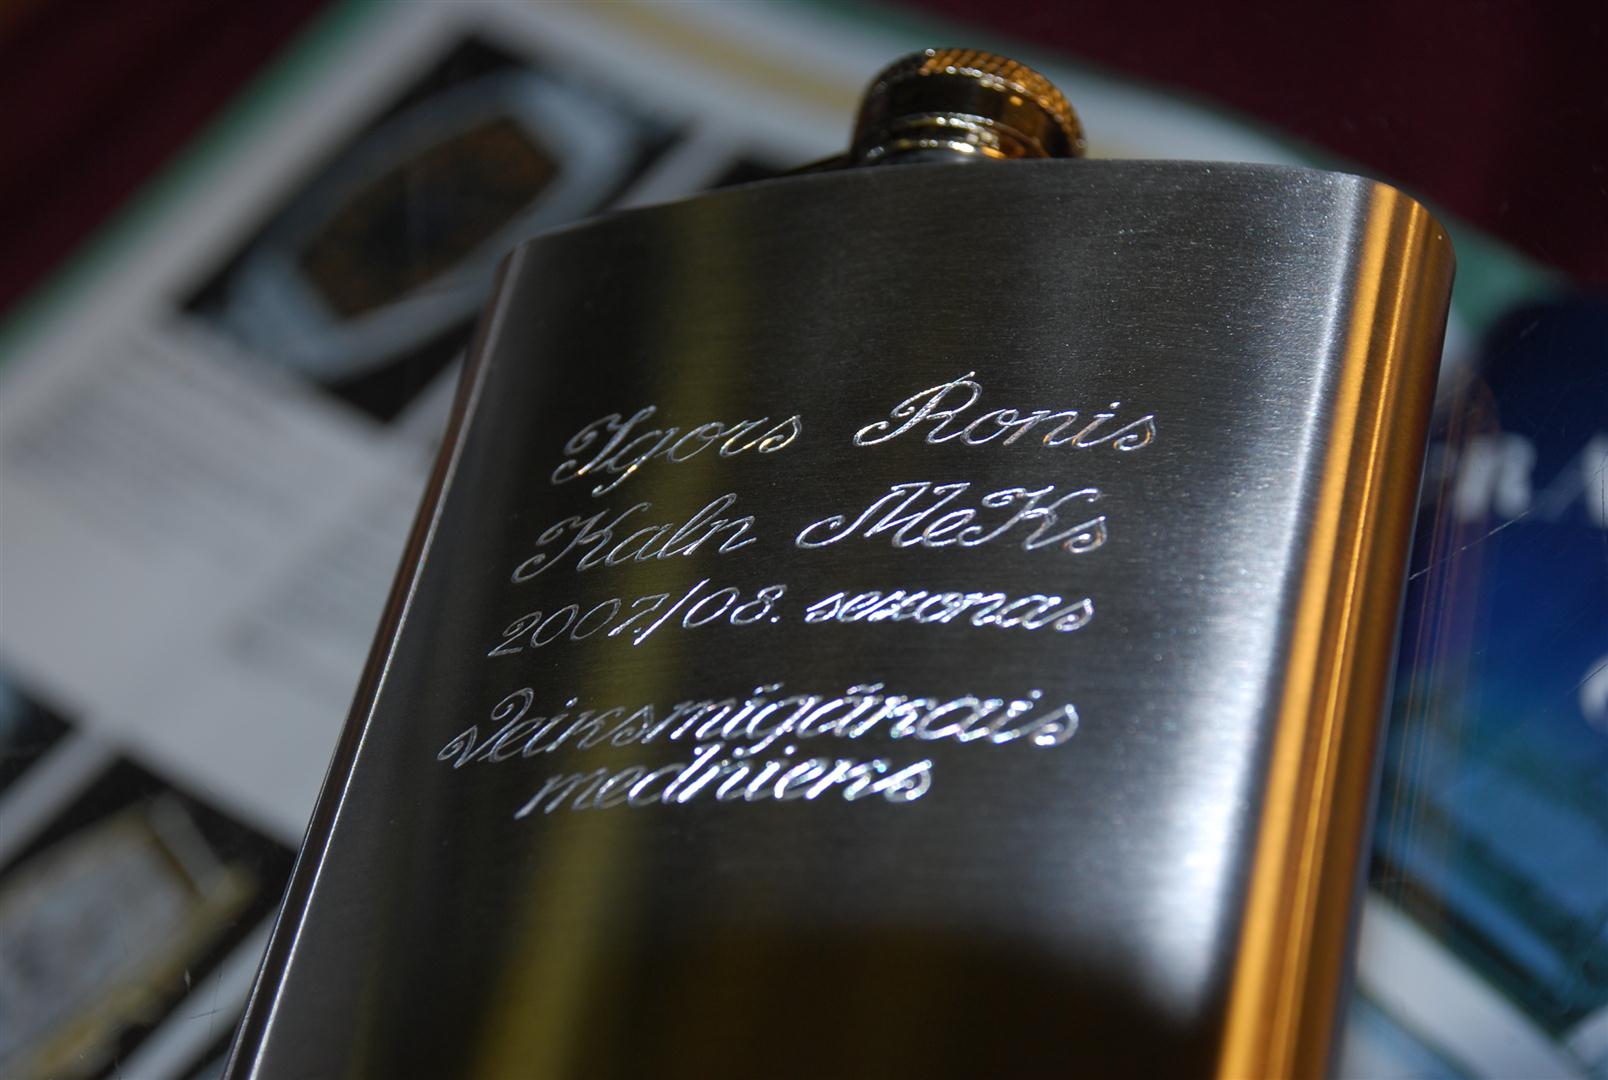 Igors Ronis
Kaln MeKs
2007./08. sezonas
Veiksmīgākais
mednieks